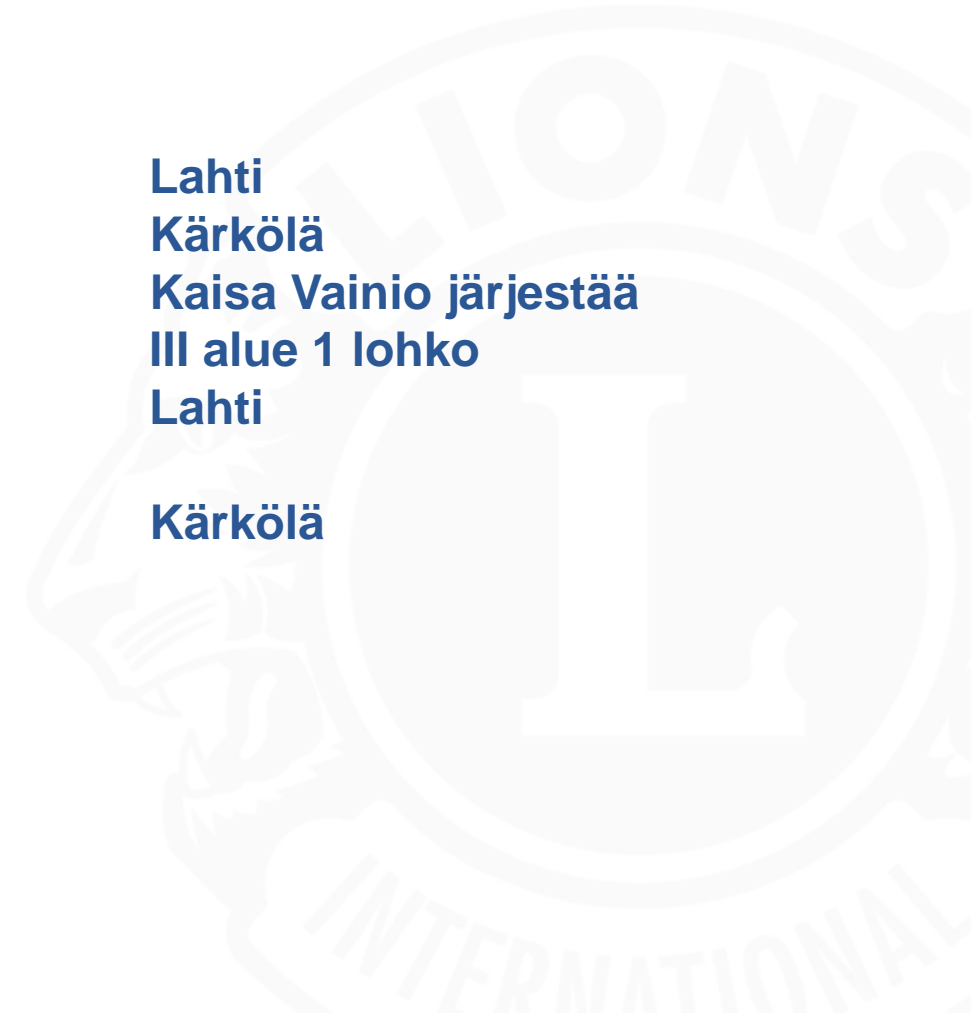 Lahti
Kärkölä
Kaisa Vainio järjestää
III alue 1 lohko
Lahti
Kärkölä
LIONS
L
INTERNATIONAL